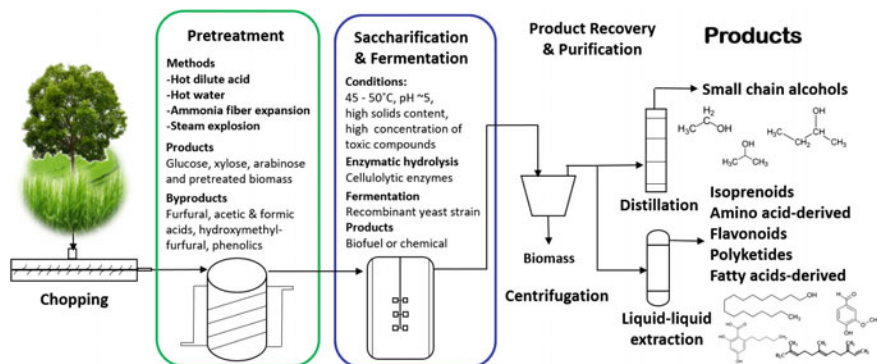 Pretreatment
Methods
-Hot dilute acid
-Hot water
-Ammonia fiber expansion
-Steam explosion
Products
Glucose, xylose, arabinose
and pretreated biomass
Byproducts
Furfural, acetic & formic
acids, hydroxymethyl-
furfural, phenolics
Chopping
Saccharification
& Fermentation
Conditions:
45 - 50˚C, pH ~5,
high solids content,
high concentration of
toxic compounds
Enzymatic hydrolysis
Cellulolytic enzymes
Fermentation
Recombinant yeast strain
Products
Biofuel or chemical
Product Recovery
& Purification
Biomass
Centrifugation
Distillation
Liquid-liquid
extraction
Products
Small chain alcohols
H₂
C
H₃C
OH
OH
H₃C
CH₃
OH
H₃C
CH₂
CH₃
Isoprenoids
Amino acid-derived
Flavonoids
Polyketides
Fatty acids-derived
OH
CH₃
OH